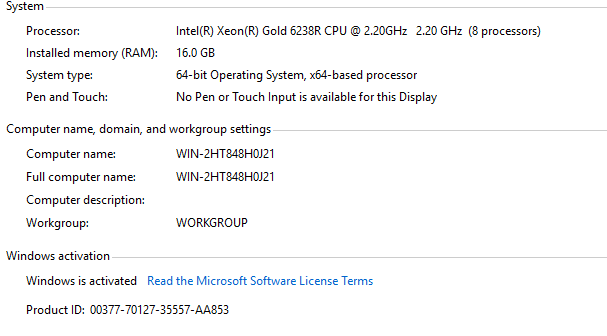 System
Processor: Intel(R) Xeon(R) Gold 6238R CPU @ 2.20GHz 2.20 GHz (8 processors)
Installed memory (RAM): 16.0 GB
System type: 64-bit Operating System, x64-based processor
Pen and Touch: No Pen or Touch Input is available for this Display
Computer name, domain, and workgroup settings
Computer name: WIN-2HT848H0J21
Full computer name: WIN-2HT848H0J21
Computer description:
Workgroup: WORKGROUP
Windows activation
Windows is activated Read the Microsoft Software License Terms
Product ID: 00377-70127-35557-AA853